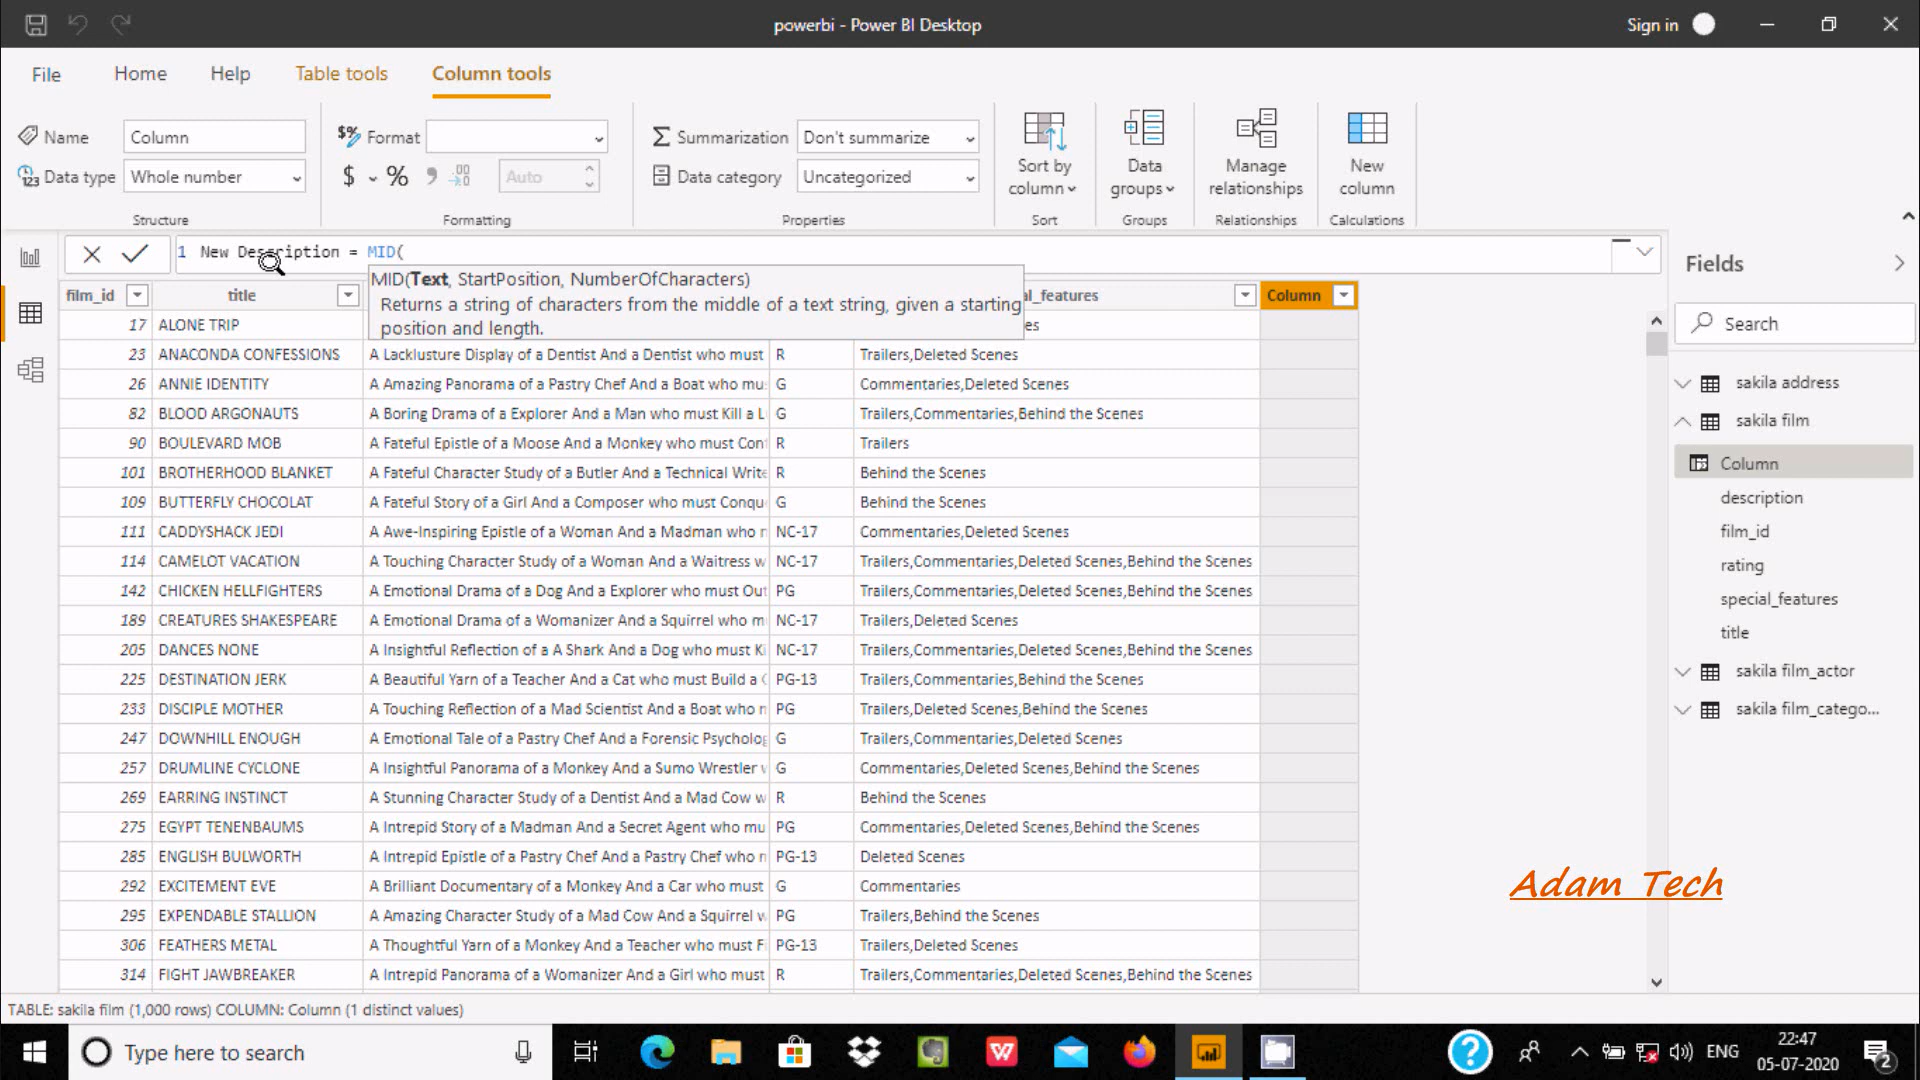 powerbi - Power BI Desktop
Sign in
File
Home
Help
Table tools
Column tools
Name
Column
Data type
Whole number
Structure
Format
$ %
Auto
Formatting
Summarization
Don't summarize
Data category
Uncategorized
Properties
Sort by
column
Sort
Data
groups
Groups
Manage
relationships
Relationships
New
column
Calculations
1 New Description = MID(
MID(Text, StartPosition, NumberOfCharacters)
Returns a string of characters from the middle of a text string, given a starting
position and length.
film_id title l_features Column
17 ALONE TRIP es
23 ANACONDA CONFESSIONS A Lacklusture Display of a Dentist And a Dentist who must R Trailers,Deleted Scenes
26 ANNIE IDENTITY A Amazing Panorama of a Pastry Chef And a Boat who mu G Commentaries,Deleted Scenes
82 BLOOD ARGONAUTS A Boring Drama of a Explorer And a Man who must Kill a L G Trailers,Commentaries,Behind the Scenes
90 BOULEVARD MOB A Fateful Epistle of a Moose And a Monkey who must Con R Trailers
101 BROTHERHOOD BLANKET A Fateful Character Study of a Butler And a Technical Write R Behind the Scenes
109 BUTTERFLY CHOCOLAT A Fateful Story of a Girl And a Composer who must Conqu G Behind the Scenes
111 CADDYSHACK JEDI A Awe-Inspiring Epistle of a Woman And a Madman who NC-17 Commentaries,Deleted Scenes
114 CAMELOT VACATION A Touching Character Study of a Woman And a Waitress w NC-17 Trailers,Commentaries,Deleted Scenes,Behind the Scenes
142 CHICKEN HELLFIGHTERS A Emotional Drama of a Dog And a Explorer who must Out PG Trailers,Commentaries,Deleted Scenes,Behind the Scenes
189 CREATURES SHAKESPEARE A Emotional Drama of a Womanizer And a Squirrel who m NC-17 Trailers,Deleted Scenes
205 DANCES NONE A Insightful Reflection of a A Shark And a Dog who must Ki NC-17 Trailers,Commentaries,Deleted Scenes,Behind the Scenes
225 DESTINATION JERK A Beautiful Yarn of a Teacher And a Cat who must Build a PG-13 Trailers,Commentaries,Behind the Scenes
233 DISCIPLE MOTHER A Touching Reflection of a Mad Scientist And a Boat who PG Trailers,Deleted Scenes,Behind the Scenes
247 DOWNHILL ENOUGH A Emotional Tale of a Pastry Chef And a Forensic Psycholog G Trailers,Commentaries,Deleted Scenes
257 DRUMLINE CYCLONE A Insightful Panorama of a Monkey And a Sumo Wrestler G Commentaries,Deleted Scenes,Behind the Scenes
269 EARRING INSTINCT A Stunning Character Study of a Dentist And a Mad Cow w R Behind the Scenes
275 EGYPT TENENBAUMS A Intrepid Story of a Madman And a Secret Agent who mu PG Commentaries,Deleted Scenes,Behind the Scenes
285 ENGLISH BULWORTH A Intrepid Epistle of a Pastry Chef And a Pastry Chef who PG-13 Deleted Scenes
292 EXCITEMENT EVE A Brilliant Documentary of a Monkey And a Car who must G Commentaries
295 EXPENDABLE STALLION A Amazing Character Study of a Mad Cow And a Squirrel w PG Trailers,Behind the Scenes
306 FEATHERS METAL A Thoughtful Yarn of a Monkey And a Teacher who must F PG-13 Trailers,Deleted Scenes
314 FIGHT JAWBREAKER A Intrepid Panorama of a Womanizer And a Girl who must R Trailers,Commentaries,Deleted Scenes,Behind the Scenes
Fields
Search
sakila address
sakila film
Column
description
film_id
rating
special_features
title
sakila film_actor
sakila film_catego...
Adam Tech
TABLE: sakila film (1,000 rows) COLUMN: Column (1 distinct values)
Type here to search
ENG
22:47
05-07-2020
2